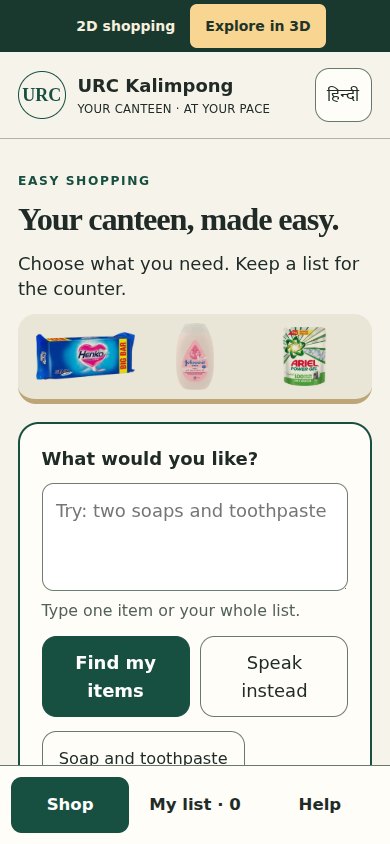 2D shopping
Explore in 3D
URC
URC Kalimpong
YOUR CANTEEN · AT YOUR PACE
हिन्दी
EASY SHOPPING
Your canteen, made easy.
Choose what you need. Keep a list for
the counter.
Henko
BIG BAR
Johnson's
ARIEL
POWER GEL
What would you like?
Try: two soaps and toothpaste
Type one item or your whole list.
Find my
items
Speak
instead
Soap and toothpaste
Shop
My list · 0
Help